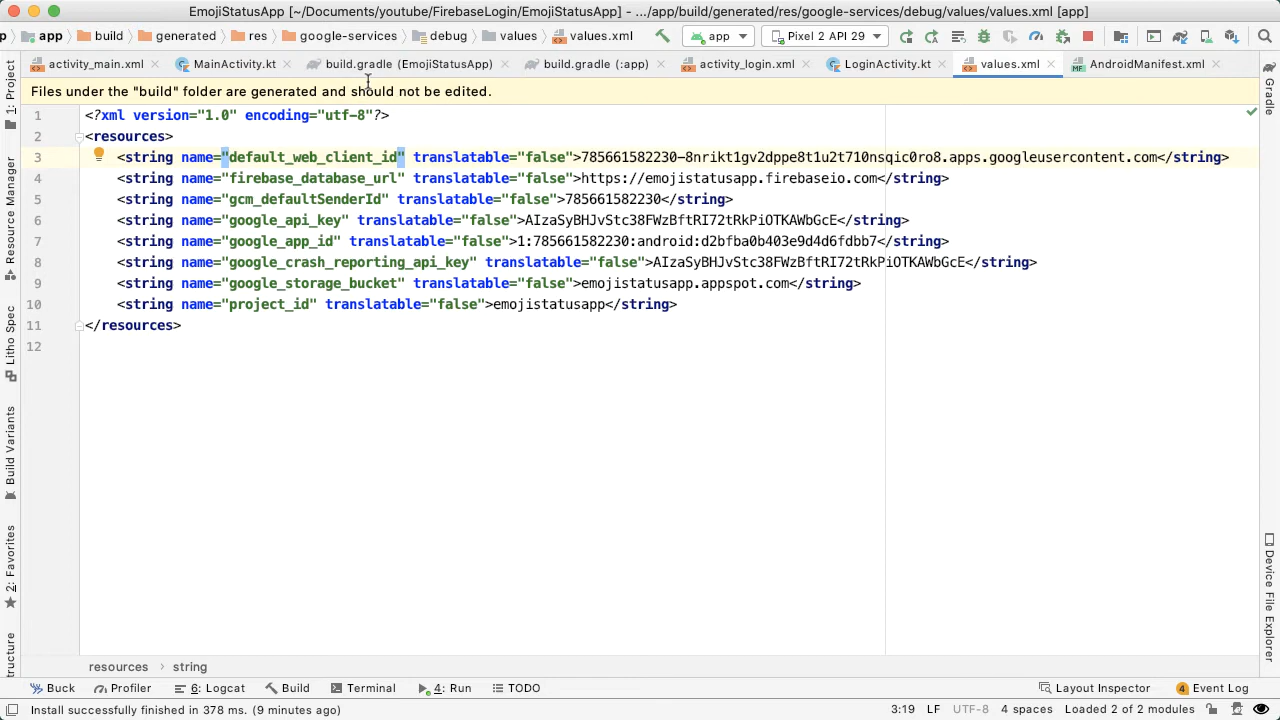 EmojiStatusApp [~/Documents/youtube/FirebaseLogin/EmojiStatusApp] - .../app/build/generated/res/google-services/debug/values/values.xml [app]
p app build generated res google-services debug values values.xml app Pixel 2 API 29
activity_main.xml MainActivity.kt build.gradle (EmojiStatusApp) build.gradle (:app) activity_login.xml LoginActivity.kt values.xml AndroidManifest.xml
Files under the "build" folder are generated and should not be edited.
1 <?xml version="1.0" encoding="utf-8"?>
2 <resources>
3 <string name="default_web_client_id" translatable="false">785661582230-8nrikt1gv2dppe8t1u2t710nsqic0ro8.apps.googleusercontent.com</string>
4 <string name="firebase_database_url" translatable="false">https://emojistatusapp.firebaseio.com</string>
5 <string name="gcm_defaultSenderId" translatable="false">785661582230</string>
6 <string name="google_api_key" translatable="false">AIzaSyBHJvStc38FWzBftRI72tRkPiOTKAWbGcE</string>
7 <string name="google_app_id" translatable="false">1:785661582230:android:d2bfba0b403e9d4d6fdbb7</string>
8 <string name="google_crash_reporting_api_key" translatable="false">AIzaSyBHJvStc38FWzBftRI72tRkPiOTKAWbGcE</string>
9 <string name="google_storage_bucket" translatable="false">emojistatusapp.appspot.com</string>
10 <string name="project_id" translatable="false">emojistatusapp</string>
11 </resources>
12
1: Project
Resource Manager
Litho Spec
Build Variants
2: Favorites
tructure
Gradle
Device File Explorer
resources string
Buck Profiler 6: Logcat Build Terminal 4: Run TODO Layout Inspector 4 Event Log
Install successfully finished in 378 ms. (9 minutes ago) 3:19 LF UTF-8 4 spaces Loaded 2 of 2 modules